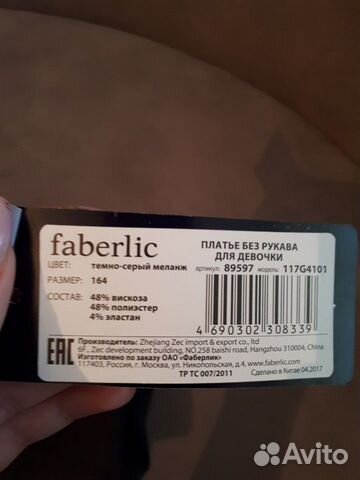 faberlic
ПЛАТЬЕ БЕЗ РУКАВА
ДЛЯ ДЕВОЧКИ
ЦВЕТ: темно-серый меланж
артикул: 89597 модель: 117G4101
РАЗМЕР: 164
СОСТАВ: 48% вискоза
48% полиэстер
4% эластан
4 690302 308339
EAC
Производитель: Zhejiang Zec import & export co., ltd
6F., Zec development building, NO.258 baishi road, Hangzhou 310004, China
Изготовлено по заказу ОАО «Фаберлик»
117403, Россия, г. Москва, ул. Никопольская, д.4, www.faberlic.com
ТР ТС 007/2011
Сделано в Китае 04.2017
Avito